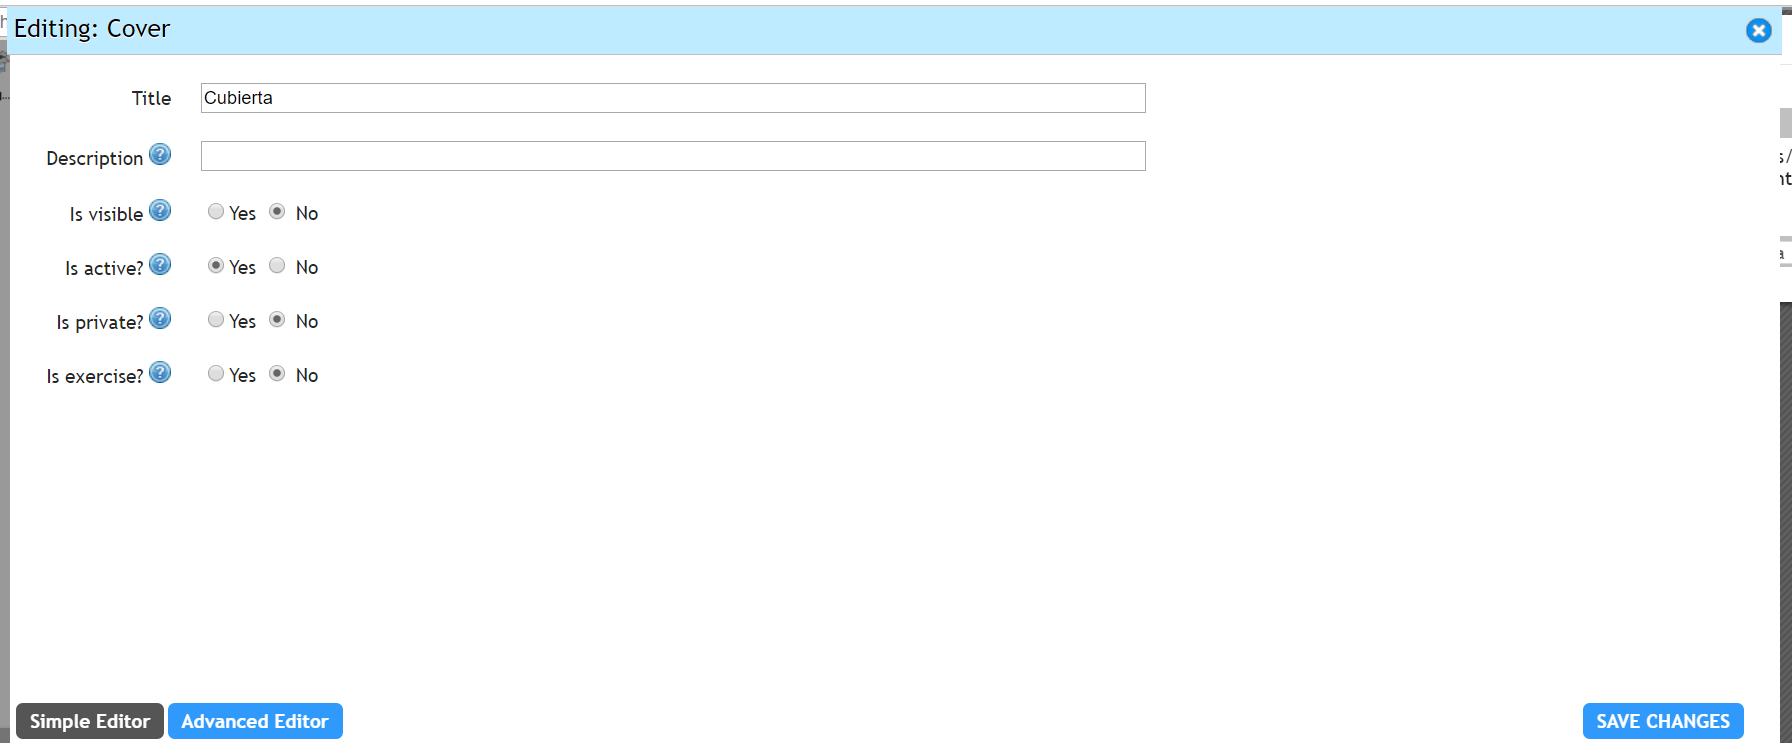 Editing: Cover
Title Cubierta
Description
Is visible Yes No
Is active? Yes No
Is private? Yes No
Is exercise? Yes No
Simple Editor Advanced Editor SAVE CHANGES